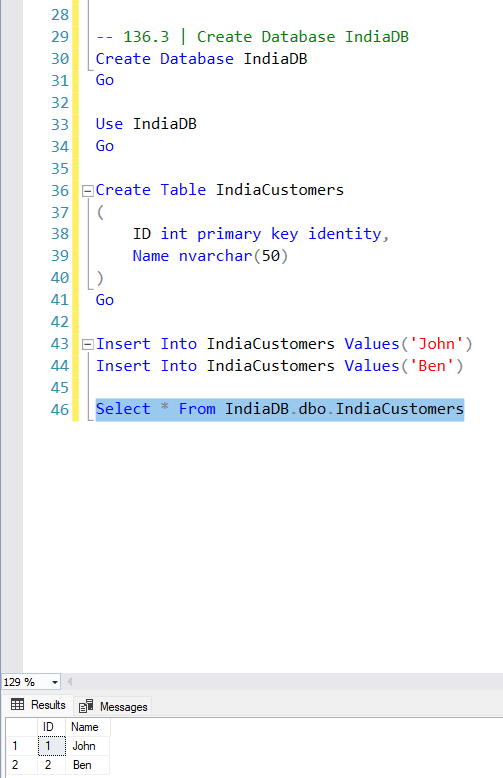 28
29 -- 136.3 | Create Database IndiaDB
30 Create Database IndiaDB
31 Go
32
33 Use IndiaDB
34 Go
35
36 Create Table IndiaCustomers
37 (
38 ID int primary key identity,
39 Name nvarchar(50)
40 )
41 Go
42
43 Insert Into IndiaCustomers Values('John')
44 Insert Into IndiaCustomers Values('Ben')
45
46 Select * From IndiaDB.dbo.IndiaCustomers
129 %
Results Messages
ID Name
1 1 John
2 2 Ben